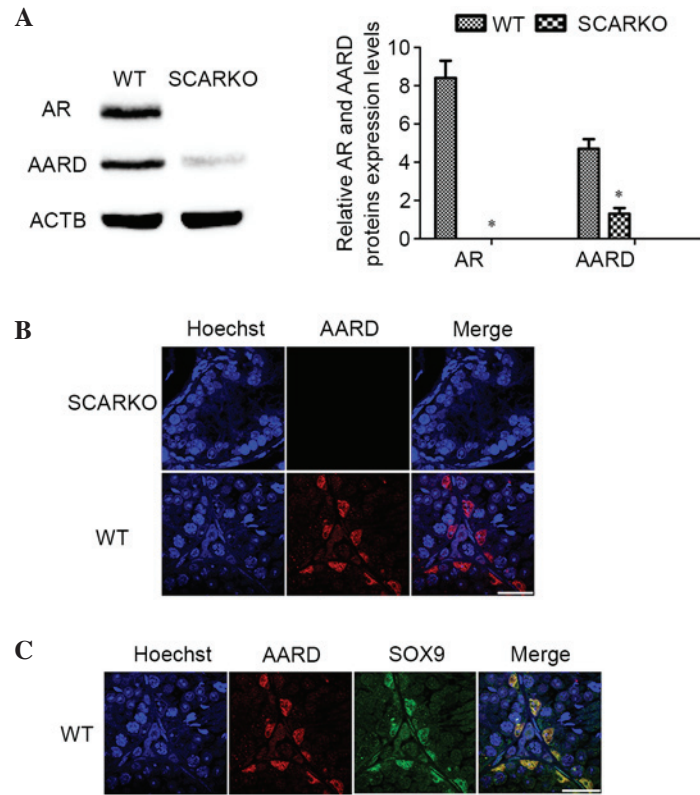 A
WT SCARKO
AR
AARD
ACTB
WT SCARKO
Relative AR and AARD
proteins expression levels
10
8
6
4
2
0
*
*
AR AARD
B
Hoechst AARD Merge
SCARKO
WT
C
Hoechst AARD SOX9 Merge
WT